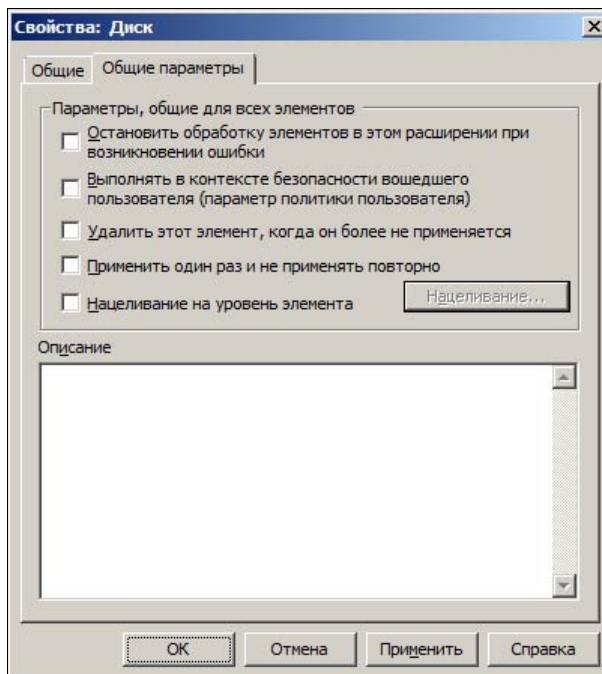 Свойства: Диск
Общие
Общие параметры
Параметры, общие для всех элементов
Остановить обработку элементов в этом расширении при
возникновении ошибки
Выполнять в контексте безопасности вошедшего
пользователя (параметр политики пользователя)
Удалить этот элемент, когда он более не применяется
Применить один раз и не применять повторно
Нацеливание на уровень элемента
Нацеливание...
Описание
ОК
Отмена
Применить
Справка